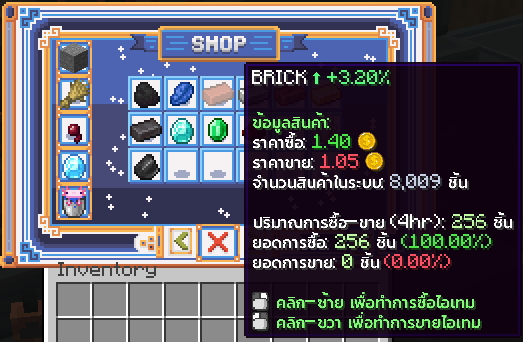 SHOP
BRICK ↑ +3.20%
ข้อมูลสินค้า:
ราคาซื้อ: 1.40
ราคาขาย: 1.05
จำนวนสินค้าในระบบ: 8,009 ชิ้น
ปริมาณการซื้อ-ขาย (4hr): 256 ชิ้น
ยอดการซื้อ: 256 ชิ้น (100.00%)
ยอดการขาย: 0 ชิ้น (0.00%)
คลิก-ซ้าย เพื่อทำการซื้อไอเทม
คลิก-ขวา เพื่อทำการขายไอเทม
Inventory